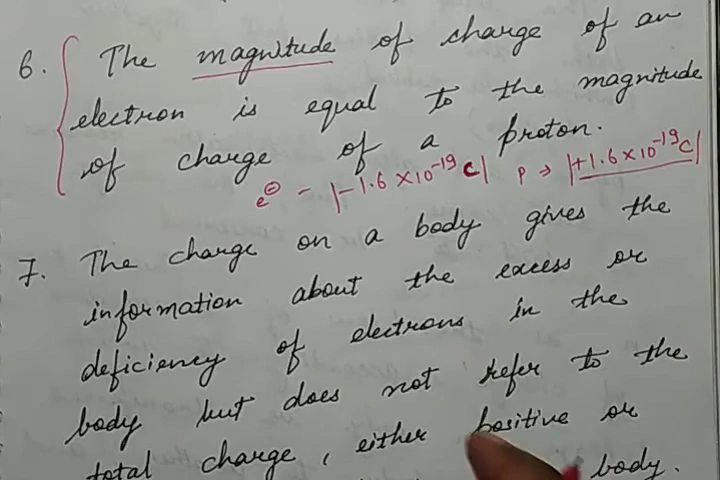 6. The magnitude of charge of an
electron is equal to the magnitude
of charge of a proton.
e⊖ - |-1.6 × 10⁻¹⁹ C| P → |+1.6 × 10⁻¹⁹ C|
7. The charge on a body gives the
information about the excess or
deficiency of electrons in the
body but does not refer to the
total charge, either positive or
body.